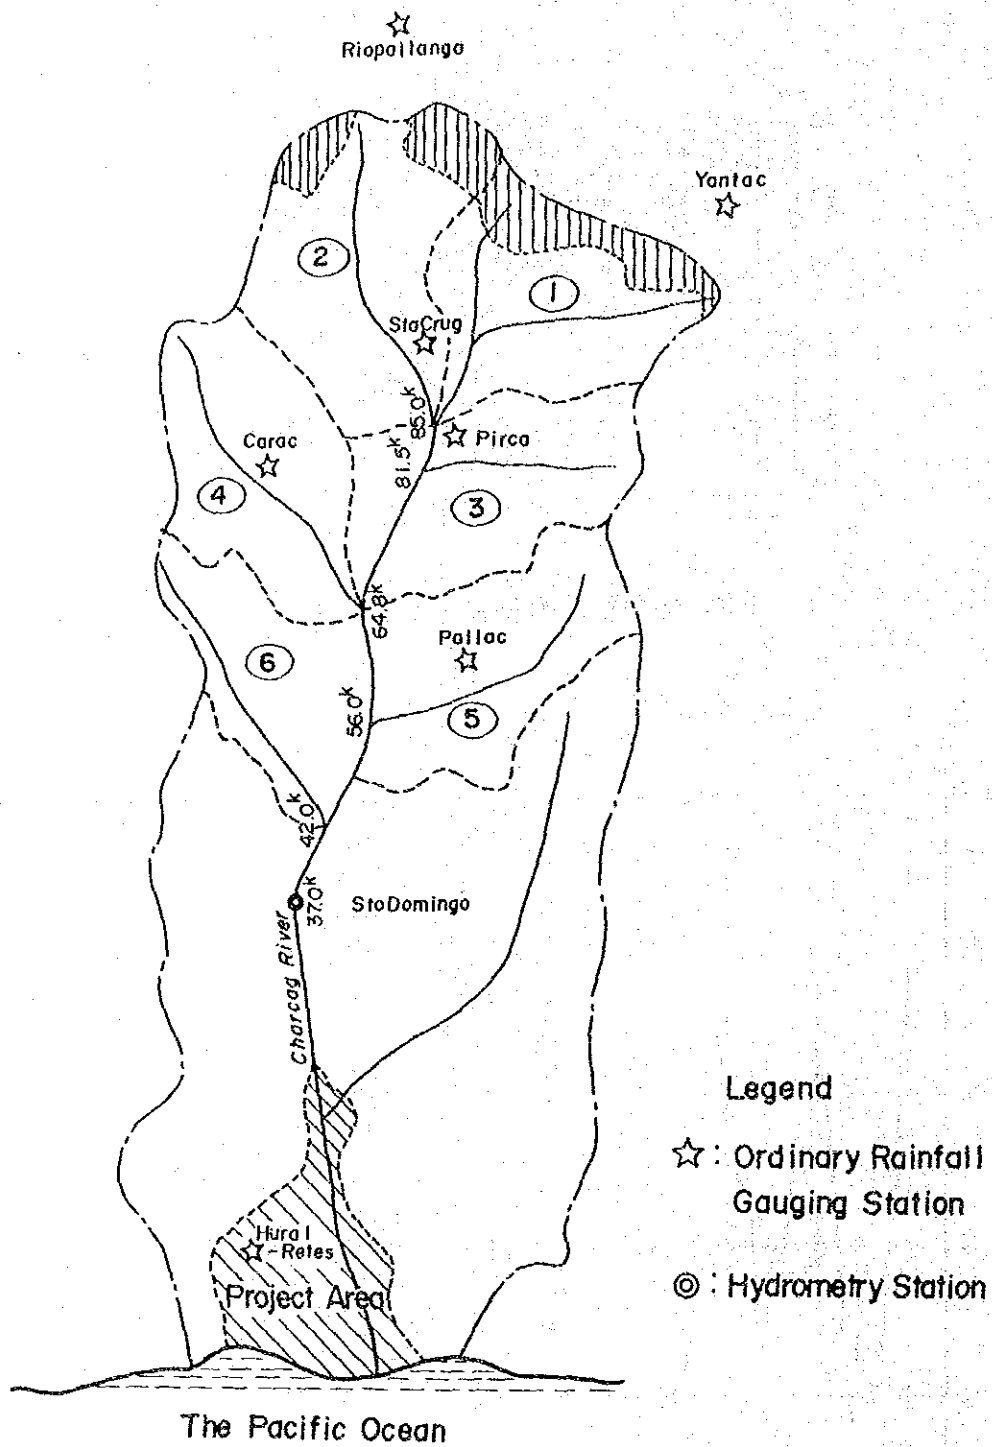 Riopallanga
Yantac
2
1
StaCrug
85.0k
Carac
Pirca
81.5k
4
3
64.8k
Pallac
6
56.0k
5
42.0k
37.0k
StoDomingo
Charcag River
Legend
: Ordinary Rainfall
Gauging Station
Hural
-Retes
: Hydrometry Station
Project Area
The Pacific Ocean